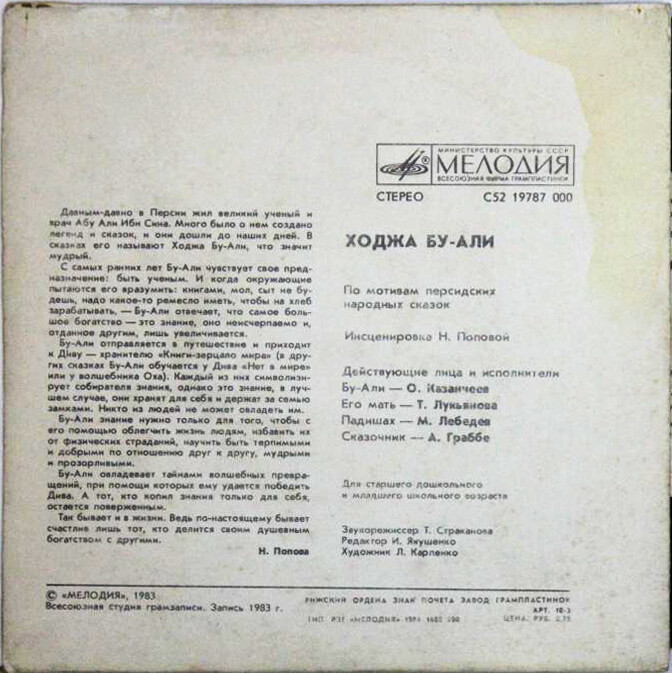 МИНИСТЕРСТВО КУЛЬТУРЫ СССР
МЕЛОДИЯ
ВСЕСОЮЗНАЯ ФИРМА ГРАМПЛАСТИНОК
СТЕРЕО С52 19787 000
Давным-давно в Персии жил великий ученый и
врач Абу Али Ибн Сина. Много было о нем создано
легенд и сказок, и они дошли до наших дней. В
сказках его называют Ходжа Бу-Али, что значит
мудрый.
С самых ранних лет Бу-Али чувствует свое пред-
назначение: быть ученым. И когда окружающие
пытаются его вразумить: книгами, мол, сыт не бу-
дешь, надо какое-то ремесло иметь, чтобы на хлеб
зарабатывать, — Бу-Али отвечает, что самое боль-
шое богатство — это знание, оно неисчерпаемо и,
отданное другим, лишь увеличивается.
Бу-Али отправляется в путешествие и приходит
к Диву — хранителю «Книги-зерцало мира» (в дру-
гих сказках Бу-Али обучается у Дива «Нет в мире»
или у волшебника Оха). Каждый из них символизи-
рует собирателя знания, однако это знание, в луч-
шем случае, они хранят для себя и держат за семью
замками. Никто из людей не может овладеть им.
Бу-Али знание нужно только для того, чтобы с
его помощью облегчить жизнь людям, избавить их
от физических страданий, научить быть терпимыми
и добрыми по отношению друг к другу, мудрыми
и прозорливыми.
Бу-Али овладевает тайнами волшебных превра-
щений, при помощи которых ему удается победить
Дива. А тот, кто копил знания только для себя,
остается поверженным.
Так бывает и в жизни. Ведь по-настоящему бывает
счастлив лишь тот, кто делится своим душевным
богатством с другими.
Н. Попова
ХОДЖА БУ-АЛИ
По мотивам персидских
народных сказок
Инсценировка Н. Поповой
Действующие лица и исполнители
Бу-Али — О. Казанчеев
Его мать — Т. Лукьянова
Падишах — М. Лебедев
Сказочник — А. Граббе
Для старшего дошкольного
и младшего школьного возраста
Звукорежиссер Т. Страканова
Редактор И. Якушенко
Художник Л. Карпенко
© «МЕЛОДИЯ», 1983
Всесоюзная студия грамзаписи. Запись 1983 г.
РИЖСКИЙ ОРДЕНА ЗНАК ПОЧЕТА ЗАВОД ГРАМПЛАСТИНОК
АРТ. 10-3
ТИП. РЗГ «МЕЛОДИЯ» 1984
ЦЕНА: РУБ.